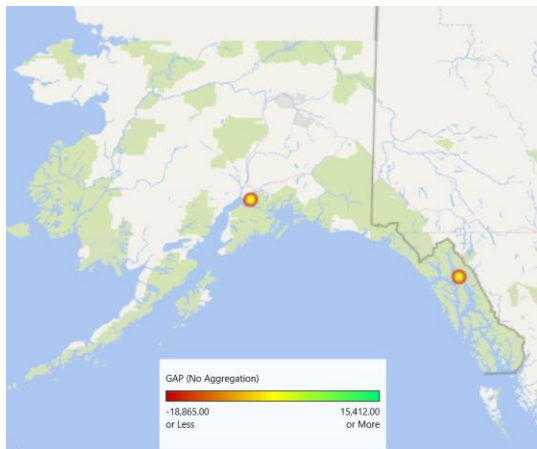 GAP (No Aggregation)
-18,865.00 15,412.00
or Less or More